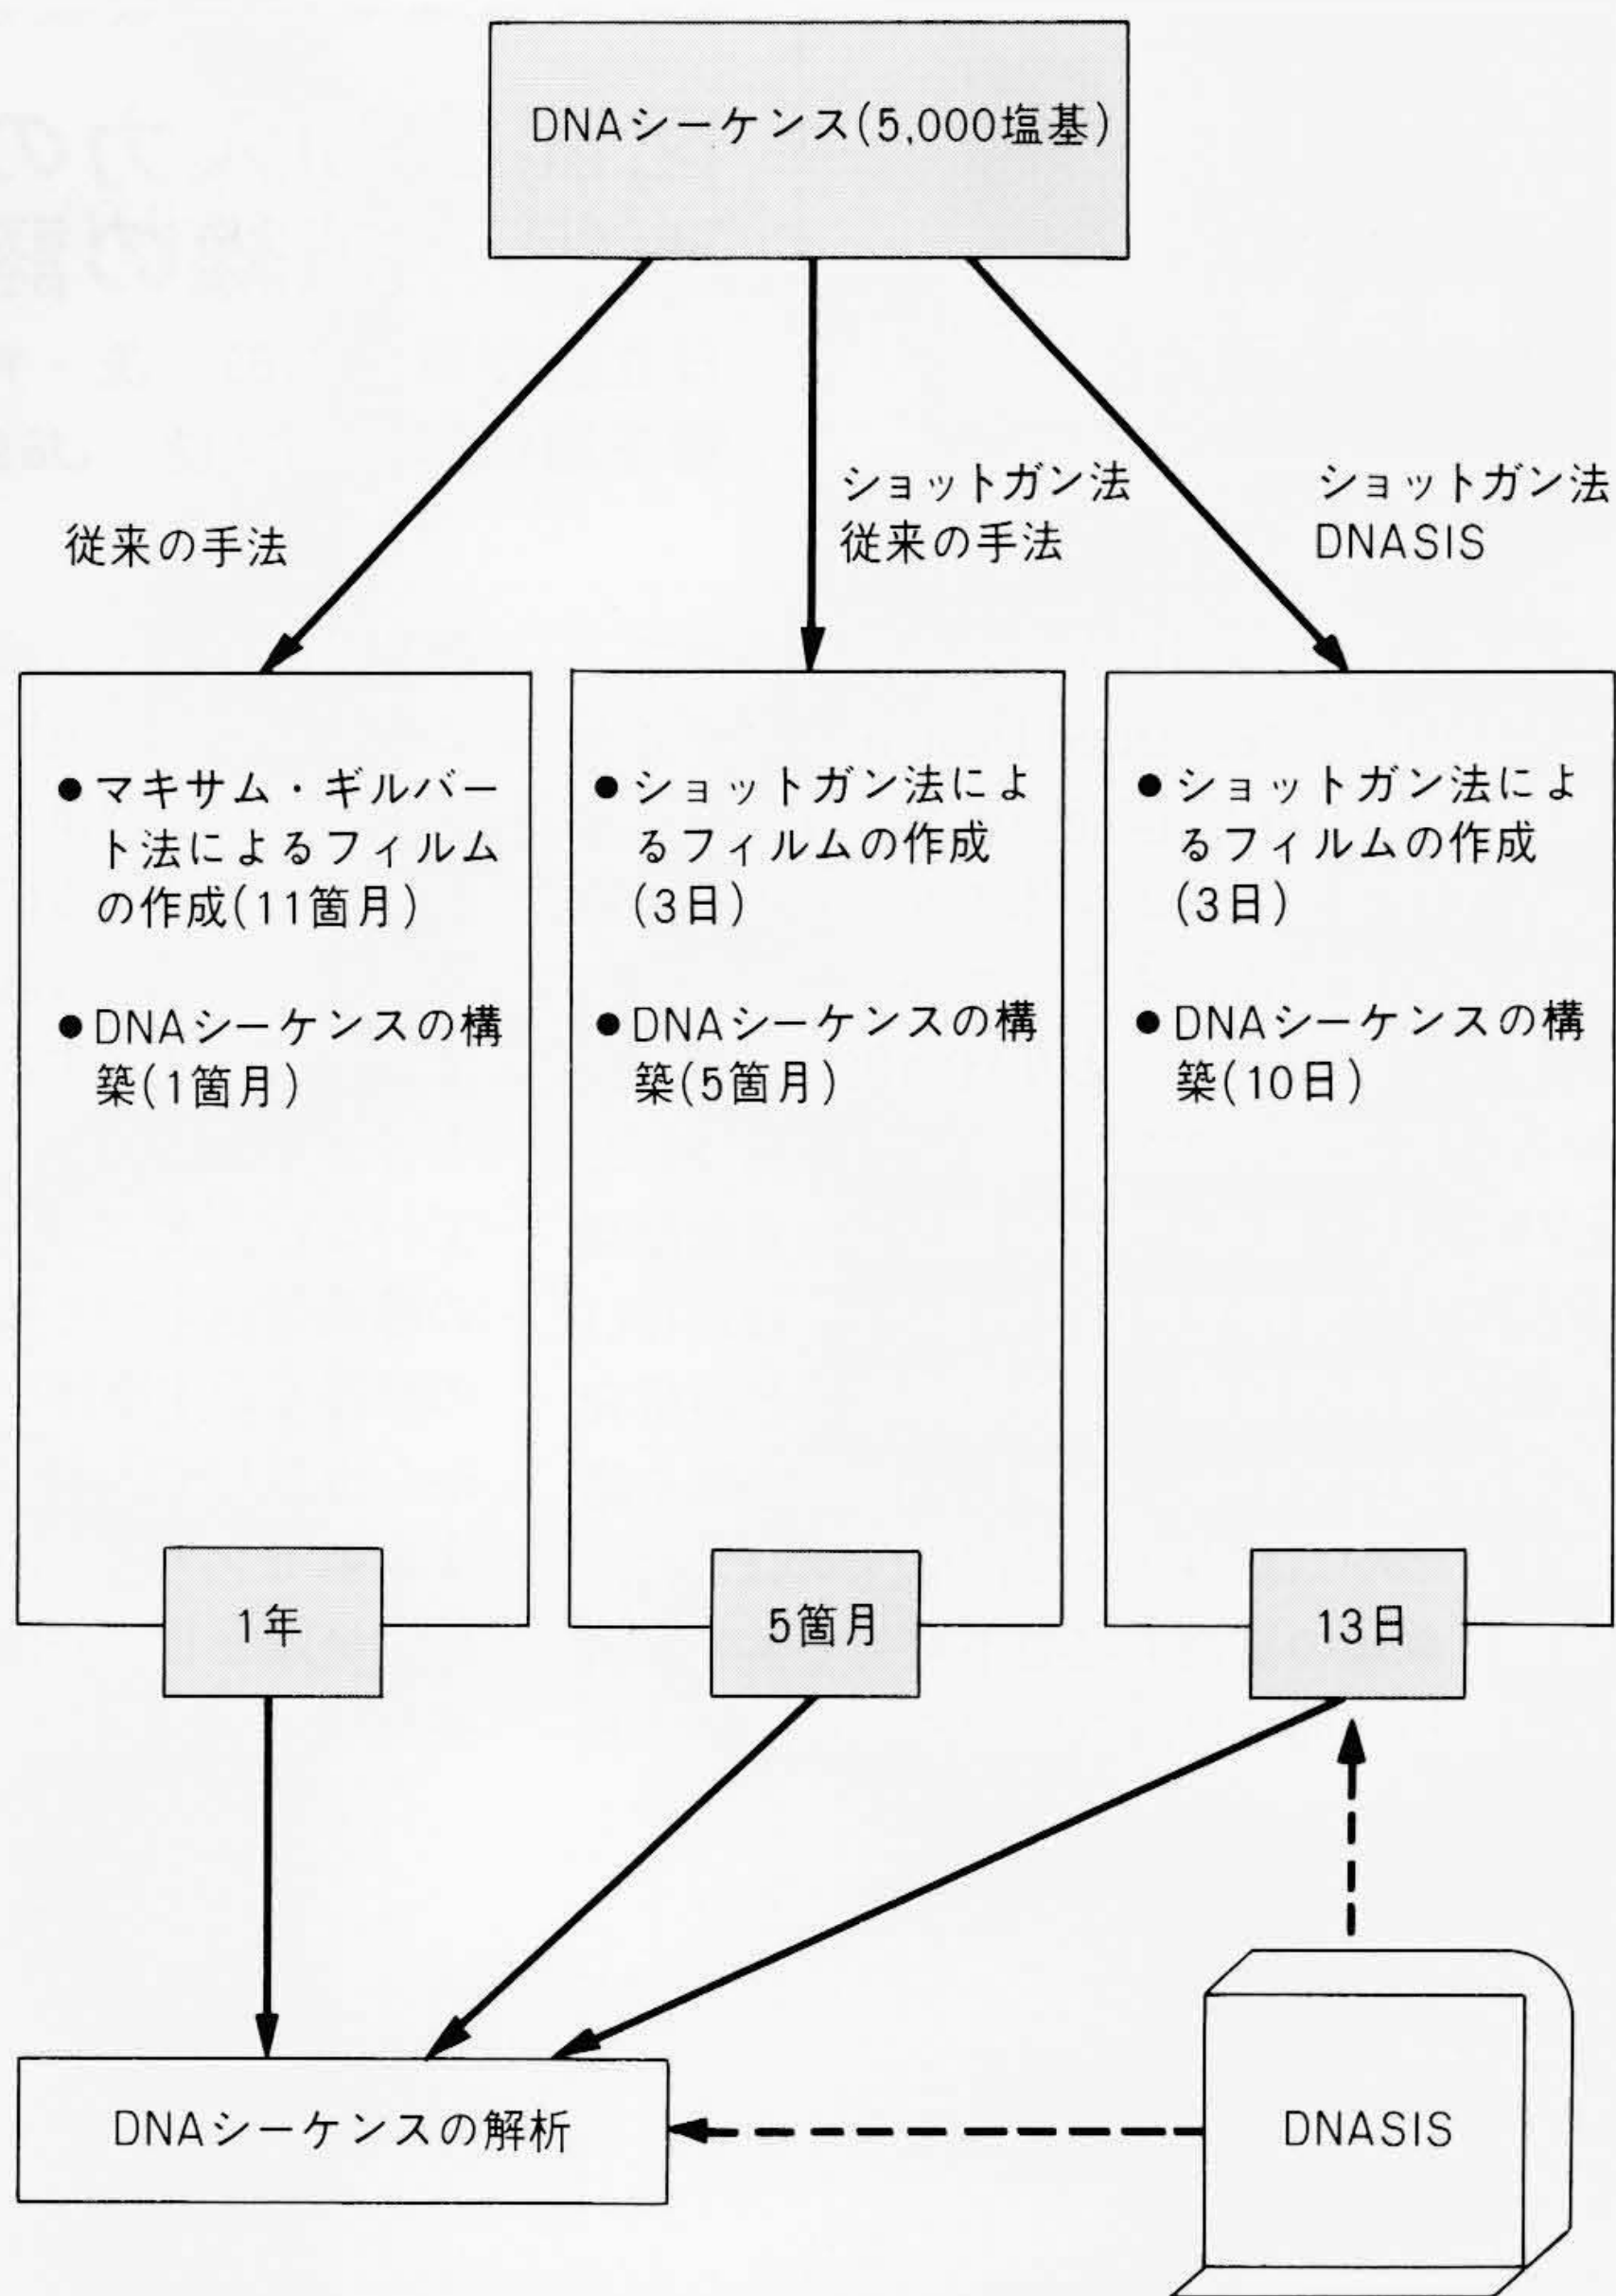 DNAシーケンス(5,000塩基)
従来の手法
ショットガン法
従来の手法
ショットガン法
DNASIS
●マキサム・ギルバー
ト法によるフィルム
の作成(11箇月)
●DNAシーケンスの構
築(1箇月)
1年
●ショットガン法によ
るフィルムの作成
(3日)
●DNAシーケンスの構
築(5箇月)
5箇月
●ショットガン法によ
るフィルムの作成
(3日)
●DNAシーケンスの構
築(10日)
13日
DNAシーケンスの解析
DNASIS